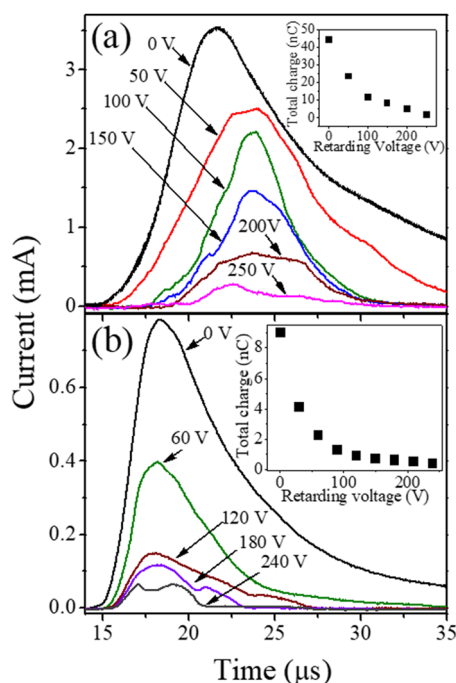 (a)
0 V
50 V
100 V
150 V
200V
250 V
3
2
1
0
Total charge (nC)
50
40
30
20
10
0
0 100 200
Retarding Voltage (V)
Current (mA)
(b)
0 V
60 V
120 V
180 V
240 V
0.6
0.4
0.2
0.0
Total charge (nC)
8
6
4
2
0
0 100 200
Retarding voltage (V)
15 20 25 30 35
Time (μs)